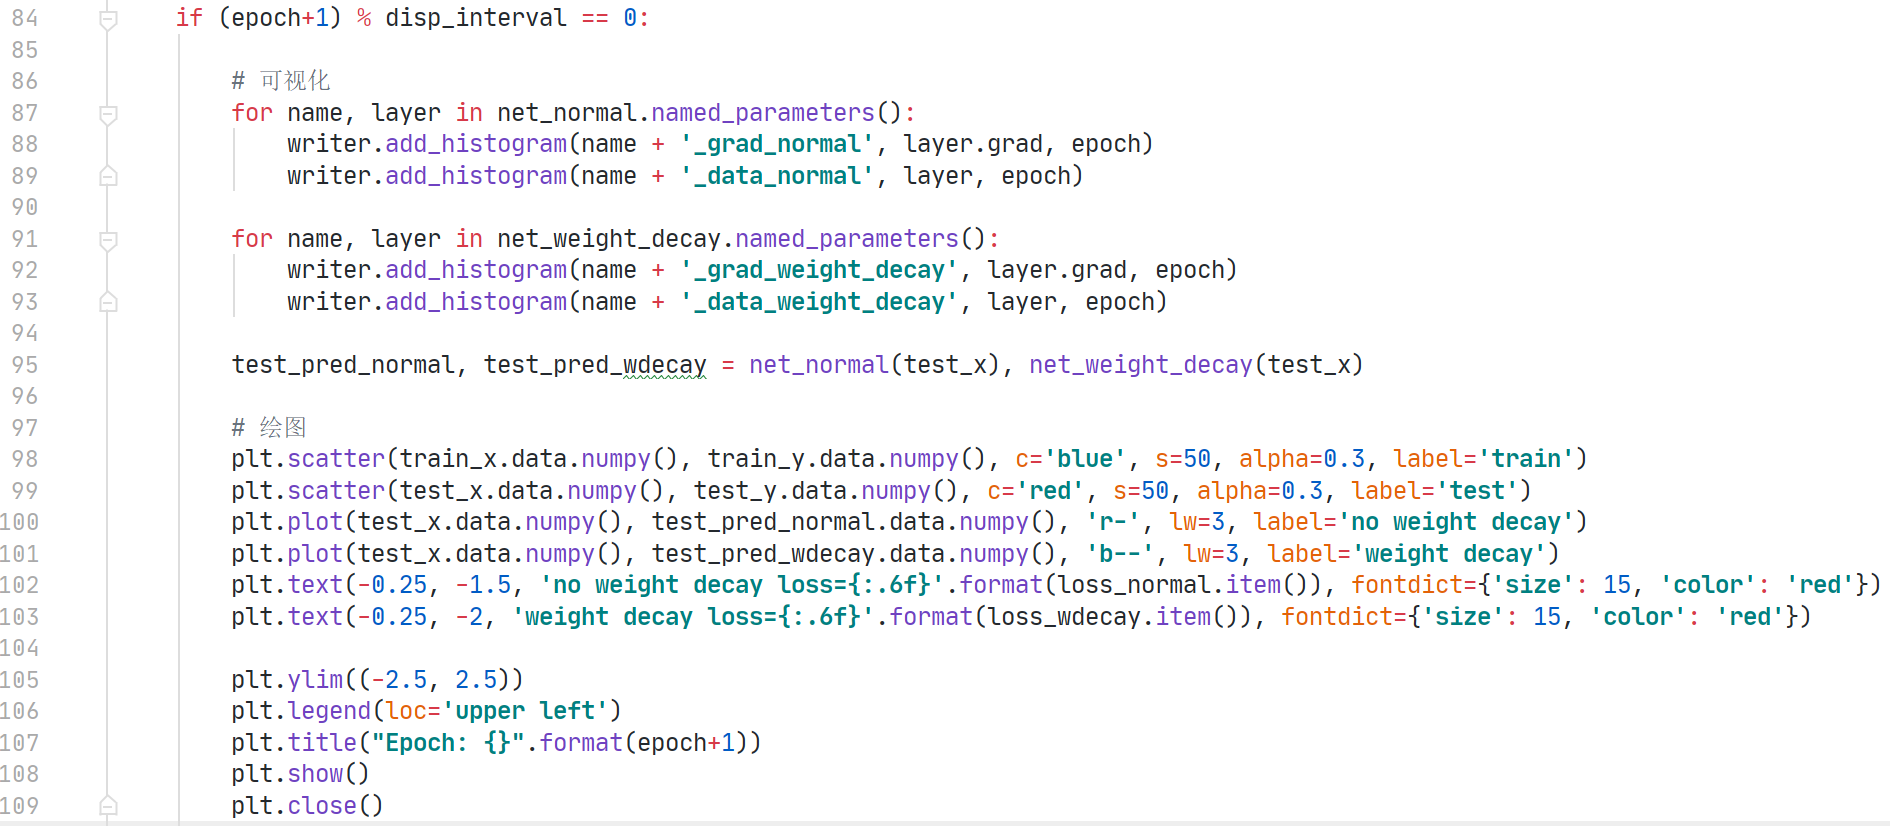 84 if (epoch+1) % disp_interval == 0:
85
86 # 可视化
87 for name, layer in net_normal.named_parameters():
88 writer.add_histogram(name + '_grad_normal', layer.grad, epoch)
89 writer.add_histogram(name + '_data_normal', layer, epoch)
90
91 for name, layer in net_weight_decay.named_parameters():
92 writer.add_histogram(name + '_grad_weight_decay', layer.grad, epoch)
93 writer.add_histogram(name + '_data_weight_decay', layer, epoch)
94
95 test_pred_normal, test_pred_wdecay = net_normal(test_x), net_weight_decay(test_x)
96
97 # 绘图
98 plt.scatter(train_x.data.numpy(), train_y.data.numpy(), c='blue', s=50, alpha=0.3, label='train')
99 plt.scatter(test_x.data.numpy(), test_y.data.numpy(), c='red', s=50, alpha=0.3, label='test')
100 plt.plot(test_x.data.numpy(), test_pred_normal.data.numpy(), 'r-', lw=3, label='no weight decay')
101 plt.plot(test_x.data.numpy(), test_pred_wdecay.data.numpy(), 'b--', lw=3, label='weight decay')
102 plt.text(-0.25, -1.5, 'no weight decay loss={:.6f}'.format(loss_normal.item()), fontdict={'size': 15, 'color': 'red'})
103 plt.text(-0.25, -2, 'weight decay loss={:.6f}'.format(loss_wdecay.item()), fontdict={'size': 15, 'color': 'red'})
104
105 plt.ylim((-2.5, 2.5))
106 plt.legend(loc='upper left')
107 plt.title("Epoch: {}".format(epoch+1))
108 plt.show()
109 plt.close()